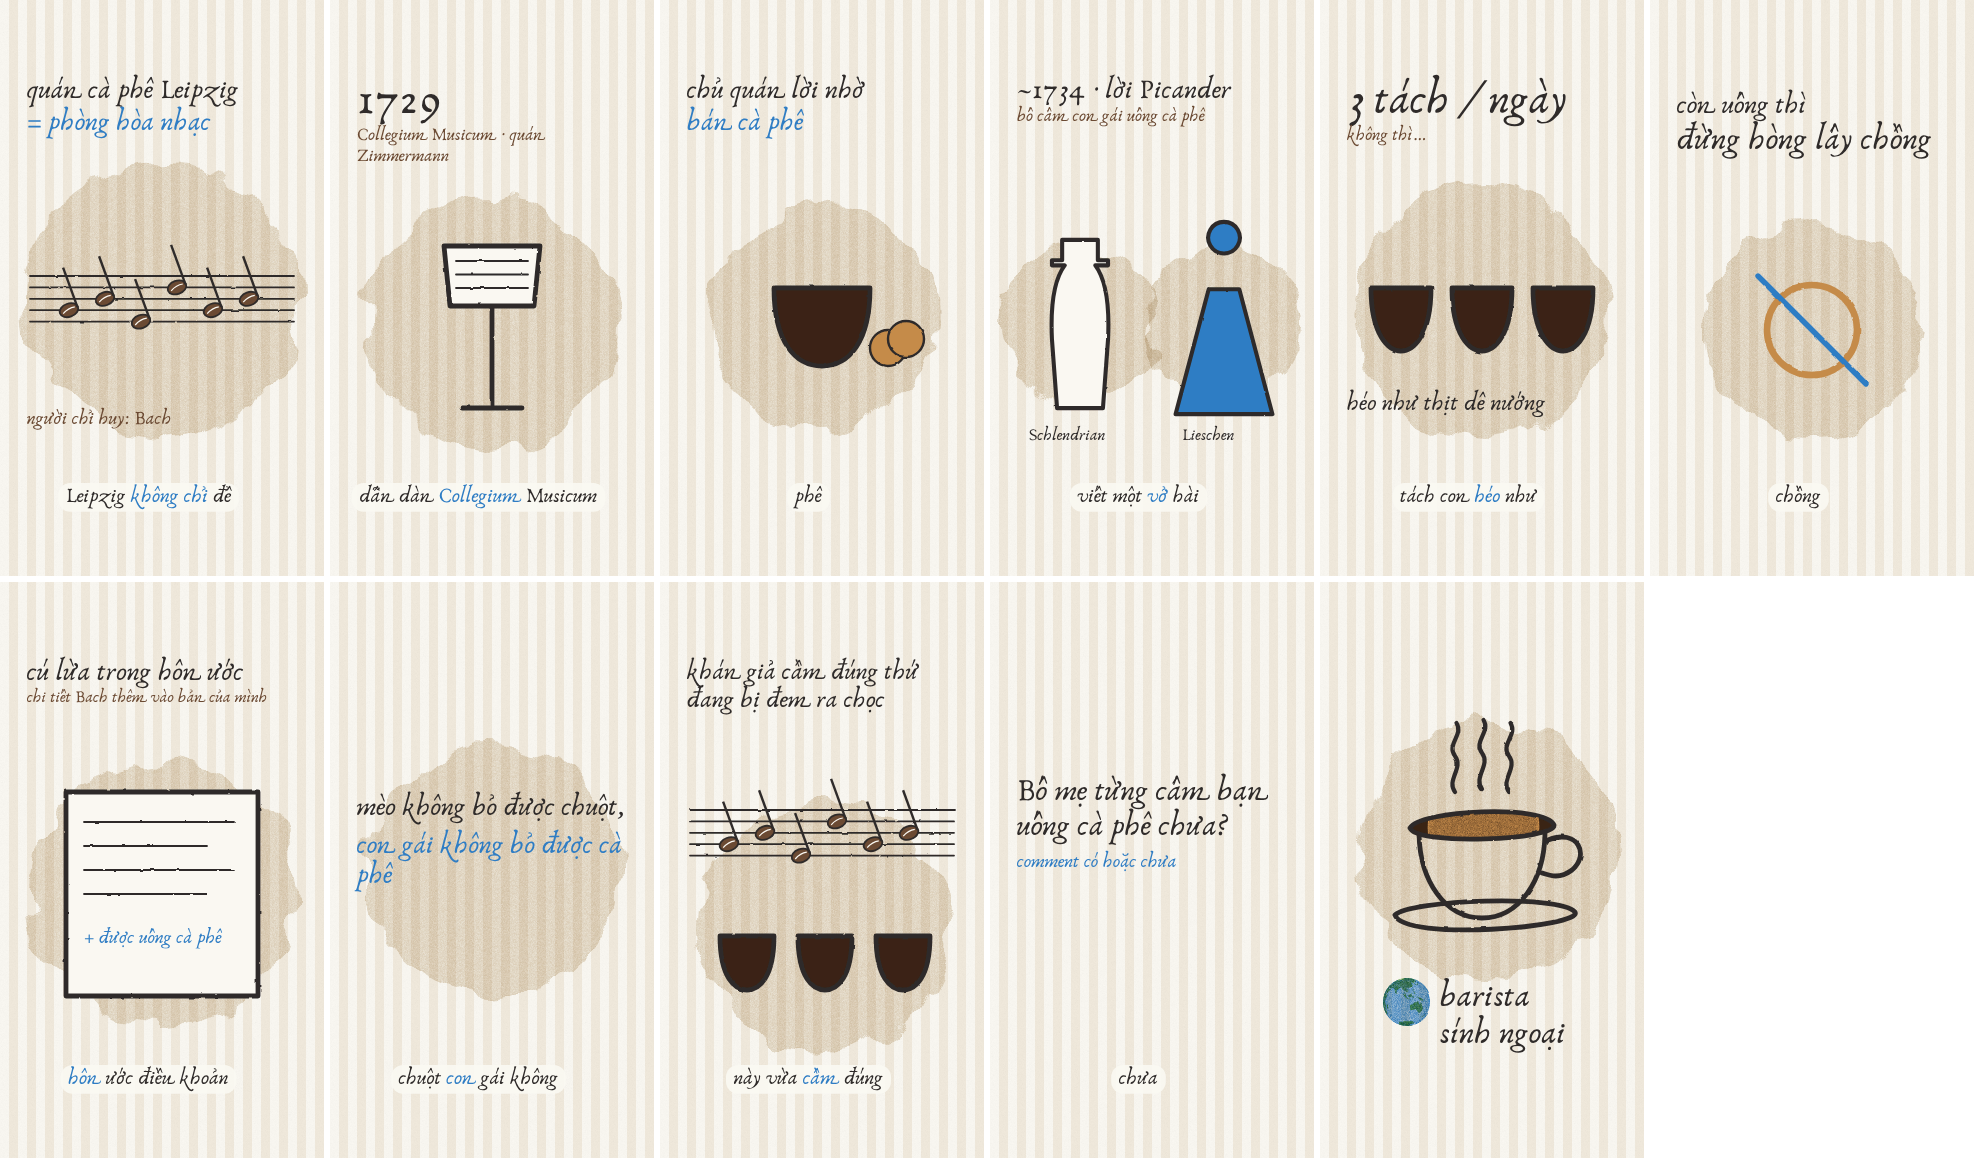 quán cà phê Leipzig
= phòng hòa nhạc
người chỉ huy: Bach
Leipzig không chỉ để
1729
Collegium Musicum · quán
Zimmermann
dẫn dàn Collegium Musicum
chủ quán lời nhờ
bán cà phê
phê
~1734 · lời Picander
bố cấm con gái uống cà phê
Schlendrian
Lieschen
viết một vở hài
3 tách / ngày
không thì...
héo như thịt dê nướng
tách con héo như
còn uống thì
đừng hòng lấy chồng
chồng
cú lừa trong hôn ước
chi tiết Bach thêm vào bản của mình
+ được uống cà phê
hôn ước điều khoản
mèo không bỏ được chuột,
con gái không bỏ được cà
phê
chuột con gái không
khán giả cầm đúng thứ
đang bị đem ra chọc
này vừa cầm đúng
Bố mẹ từng cấm bạn
uống cà phê chưa?
comment có hoặc chưa
chưa
barista
sính ngoại